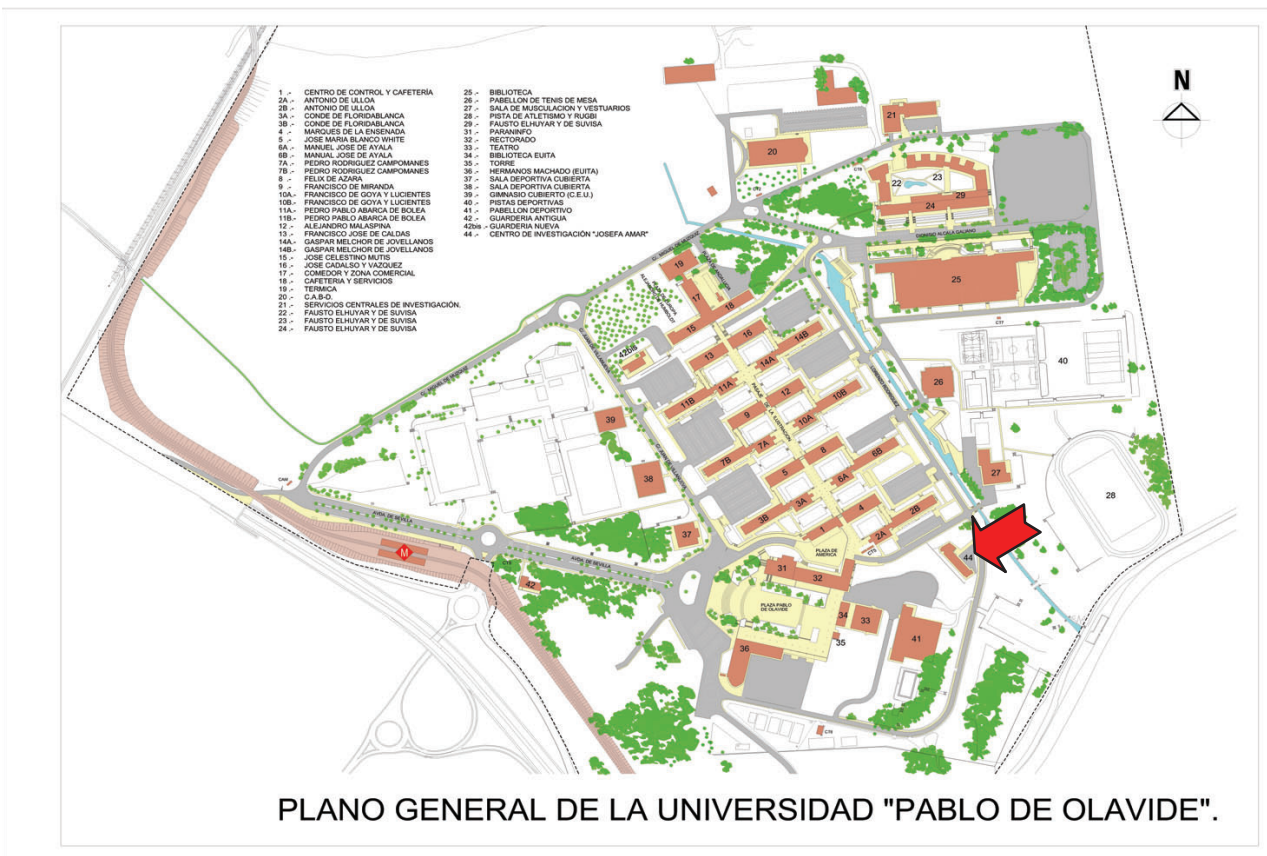 N
1 .- CENTRO DE CONTROL Y CAFETERÍA
2A .- ANTONIO DE ULLOA
2B .- ANTONIO DE ULLOA
3A .- CONDE DE FLORIDABLANCA
3B .- CONDE DE FLORIDABLANCA
4 .- MARQUES DE LA ENSENADA
5 .- JOSE MARIA BLANCO WHITE
6A .- MANUEL JOSE DE AYALA
6B .- MANUAL JOSE DE AYALA
7A .- PEDRO RODRIGUEZ CAMPOMANES
7B .- PEDRO RODRIGUEZ CAMPOMANES
8 .- FELIX DE AZARA
9 .- FRANCISCO DE MIRANDA
10A .- FRANCISCO DE GOYA Y LUCIENTES
10B.- FRANCISCO DE GOYA Y LUCIENTES
11A.- PEDRO PABLO ABARCA DE BOLEA
11B.- PEDRO PABLO ABARCA DE BOLEA
12 .- ALEJANDRO MALASPINA
13 .- FRANCISCO JOSE DE CALDAS
14A.- GASPAR MELCHOR DE JOVELLANOS
14B.- GASPAR MELCHOR DE JOVELLANOS
15 .- JOSE CELESTINO MUTIS
16 .- JOSE CADALSO Y VAZQUEZ
17 .- COMEDOR Y ZONA COMERCIAL
18 .- CAFETERIA Y SERVICIOS
19 .- TERMICA
20 .- C.A.B-D.
21 .- SERVICIOS CENTRALES DE INVESTIGACIÓN.
22 .- FAUSTO ELHUYAR Y DE SUVISA
23 .- FAUSTO ELHUYAR Y DE SUVISA
24 .- FAUSTO ELHUYAR Y DE SUVISA
25 .- BIBLIOTECA
26 .- PABELLON DE TENIS DE MESA
27 .- SALA DE MUSCULACION Y VESTUARIOS
28 .- PISTA DE ATLETISMO Y RUGBI
29 .- FAUSTO ELHUYAR Y DE SUVISA
31 .- PARANINFO
32 .- RECTORADO
33 .- TEATRO
34 .- BIBLIOTECA EUITA
35 .- TORRE
36 .- HERMANOS MACHADO (EUITA)
37 .- SALA DEPORTIVA CUBIERTA
38 .- SALA DEPORTIVA CUBIERTA
39 .- GIMNASIO CUBIERTO (C.E.U.)
40 .- PISTAS DEPORTIVAS
41 .- PABELLON DEPORTIVO
42 .- GUARDERIA ANTIGUA
42bis .- GUARDERIA NUEVA
44 .- CENTRO DE INVESTIGACIÓN "JOSEFA AMAR"
21
20
22
23
29
24
DIONISIO ALCALA GALIANO
25
19
17
18
15
16
14B
13
14A
42bis
11A
12
10B
11B
9
10A
7A
7B
8
6B
5
6A
3A
4
2B
3B
1
2A
PASAJE DE LA ILUSTRACION
26
40
27
28
39
38
37
44
AVDA. DE SEVILLA
AVDA. DE SEVILLA
M
42
PLAZA DE
AMERICA
31
32
PLAZA PABLO
DE OLAVIDE
34
33
35
41
36
PLANO GENERAL DE LA UNIVERSIDAD "PABLO DE OLAVIDE".